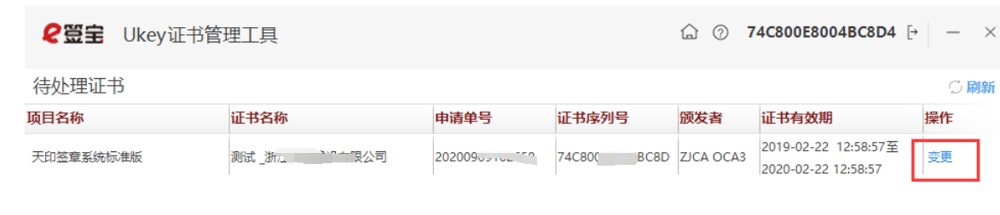 e签宝 Ukey证书管理工具 74C800E8004BC8D4
待处理证书 刷新
项目名称 证书名称 申请单号 证书序列号 颁发者 证书有效期 操作
天印签章系统标准版 测试_浙江 限公司 2020090 74C800 BC8D ZJCA OCA3 2019-02-22 12:58:57至 变更
2020-02-22 12:58:57